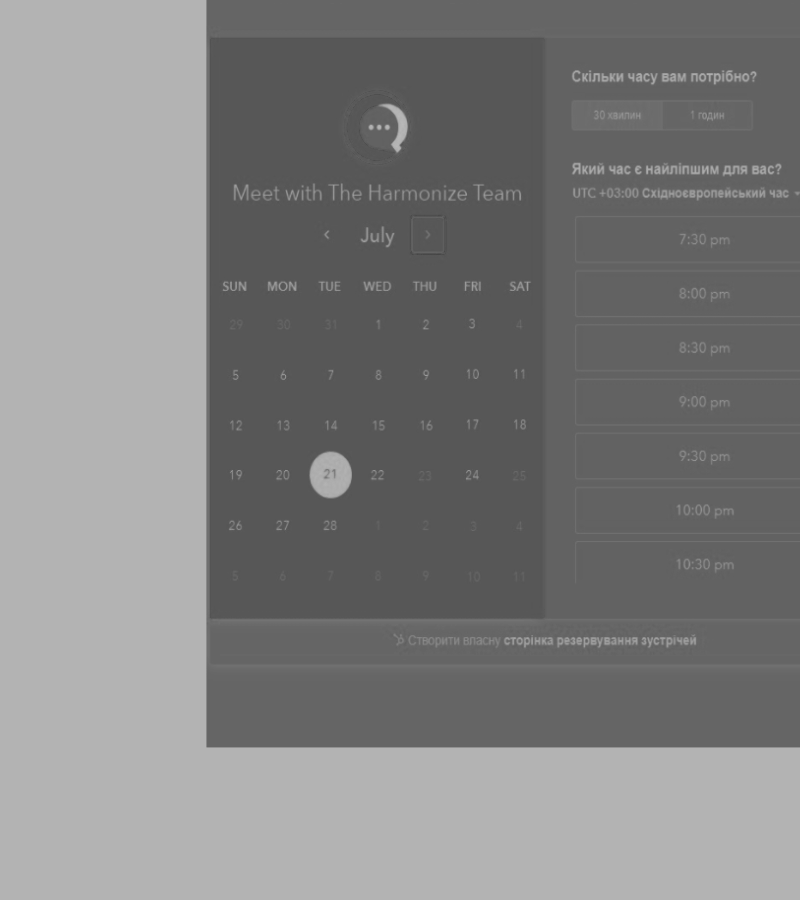 Meet with The Harmonize Team
July
SUN MON TUE WED THU FRI SAT
29 30 31 1 2 3 4
5 6 7 8 9 10 11
12 13 14 15 16 17 18
19 20 21 22 23 24 25
26 27 28 1 2 3 4
5 6 7 8 9 10 11
Скільки часу вам потрібно?
30 хвилин 1 годин
Який час є найліпшим для вас?
UTC +03:00 Східноєвропейський час
7:30 pm
8:00 pm
8:30 pm
9:00 pm
9:30 pm
10:00 pm
10:30 pm
Створити власну сторінка резервування зустрічей